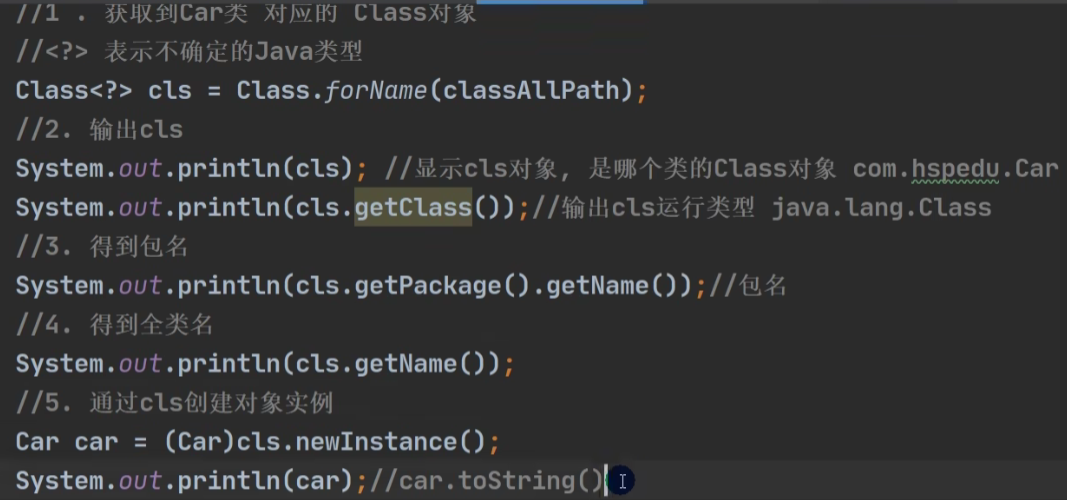 //1 . 获取到Car类 对应的 Class对象
//<?> 表示不确定的Java类型
Class<?> cls = Class.forName(classAllPath);
//2. 输出cls
System.out.println(cls); //显示cls对象, 是哪个类的Class对象 com.hspedu.Car
System.out.println(cls.getClass());//输出cls运行类型 java.lang.Class
//3. 得到包名
System.out.println(cls.getPackage().getName());//包名
//4. 得到全类名
System.out.println(cls.getName());
//5. 通过cls创建对象实例
Car car = (Car)cls.newInstance();
System.out.println(car);//car.toString()